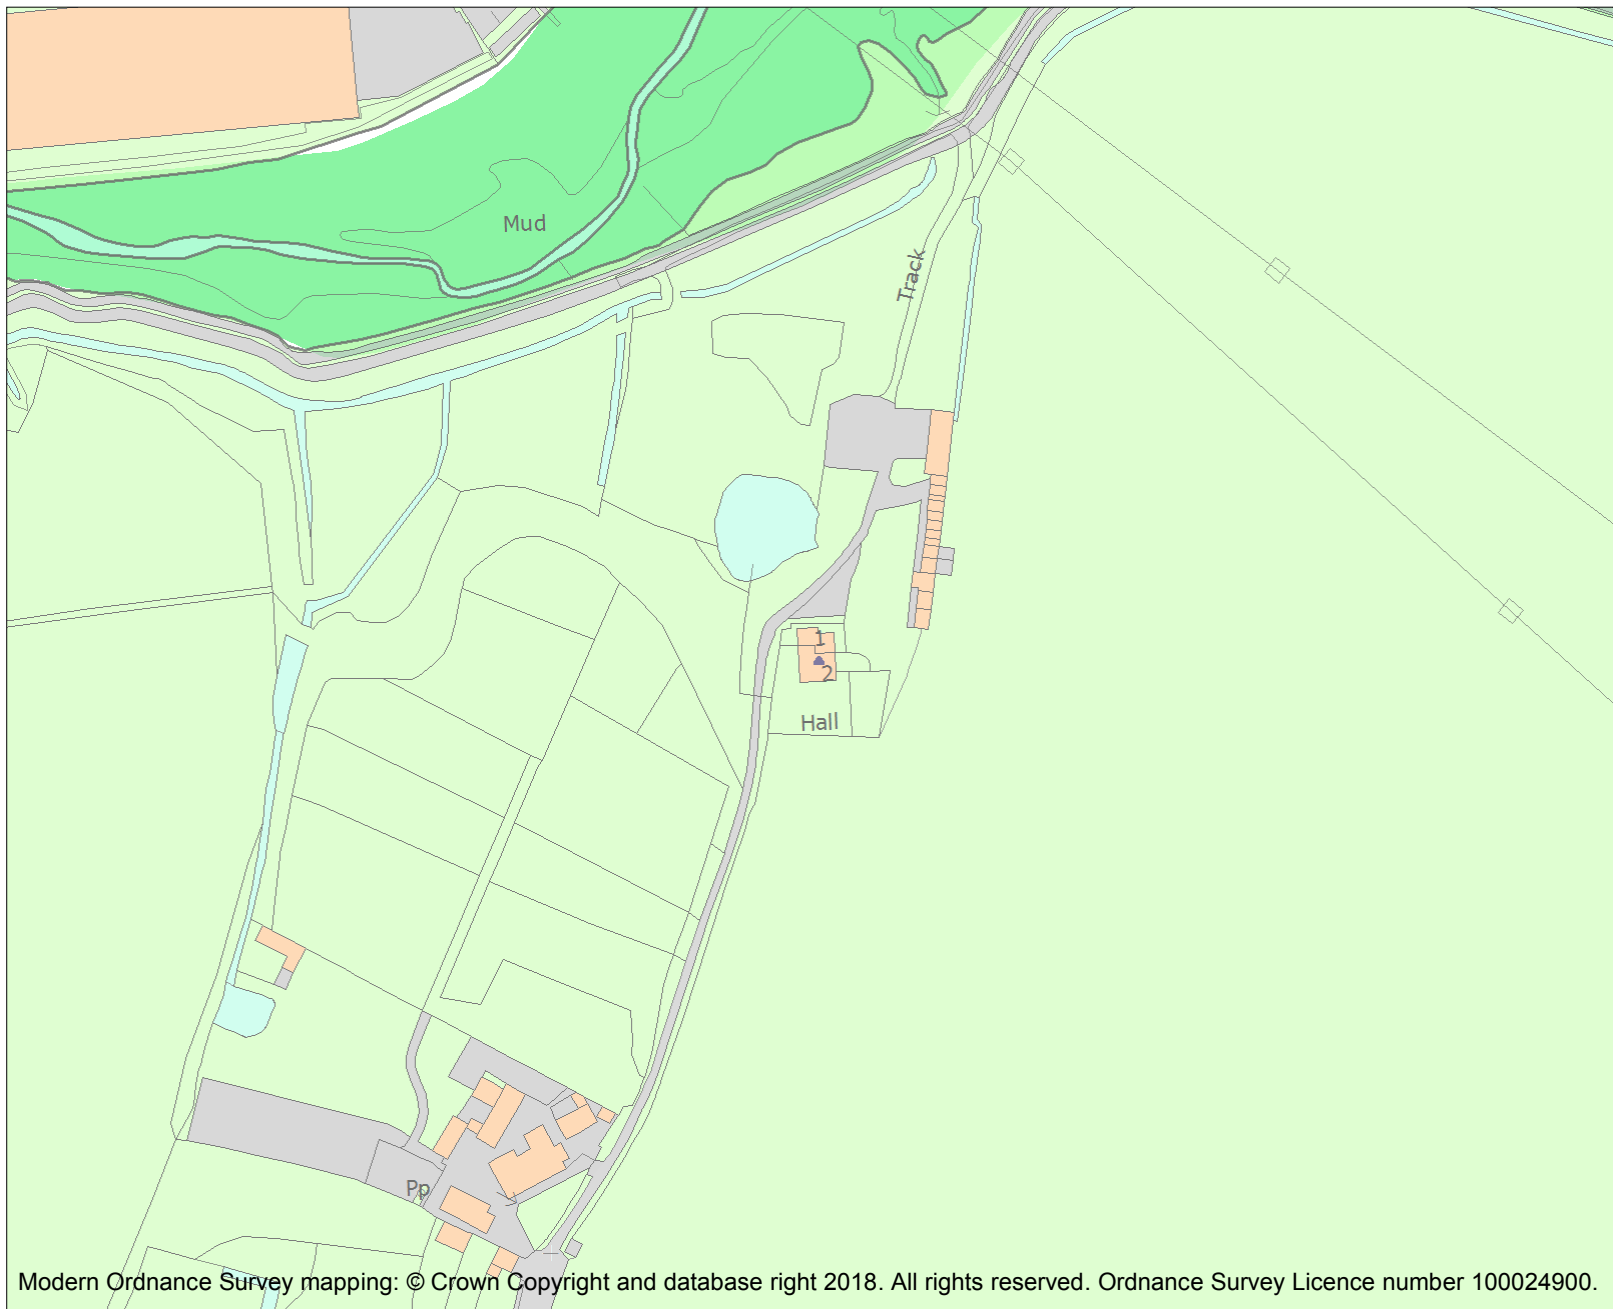 Mud
Track
1
2
Hall
Pp
Modern Ordnance Survey mapping: © Crown Copyright and database right 2018. All rights reserved. Ordnance Survey Licence number 100024900.